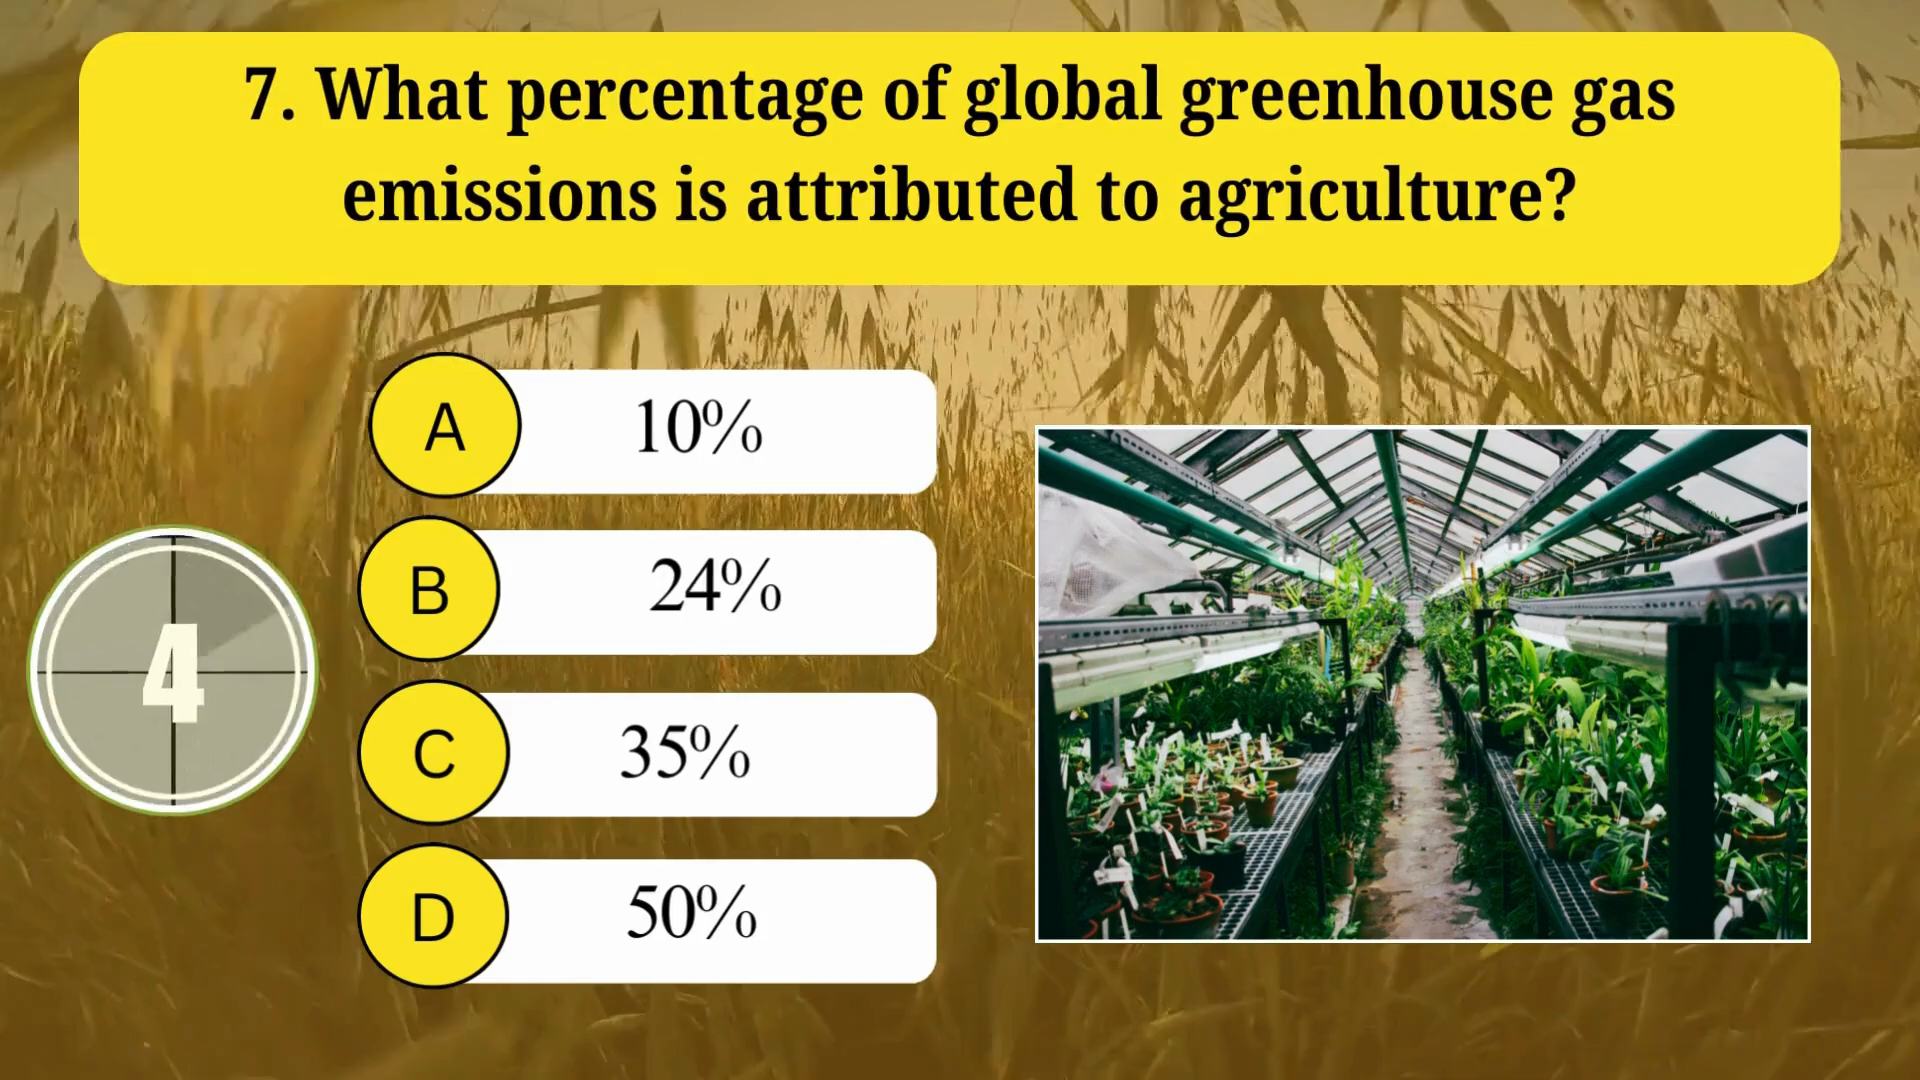 7. What percentage of global greenhouse gas
emissions is attributed to agriculture?
A 10%
B 24%
4
C 35%
D 50%